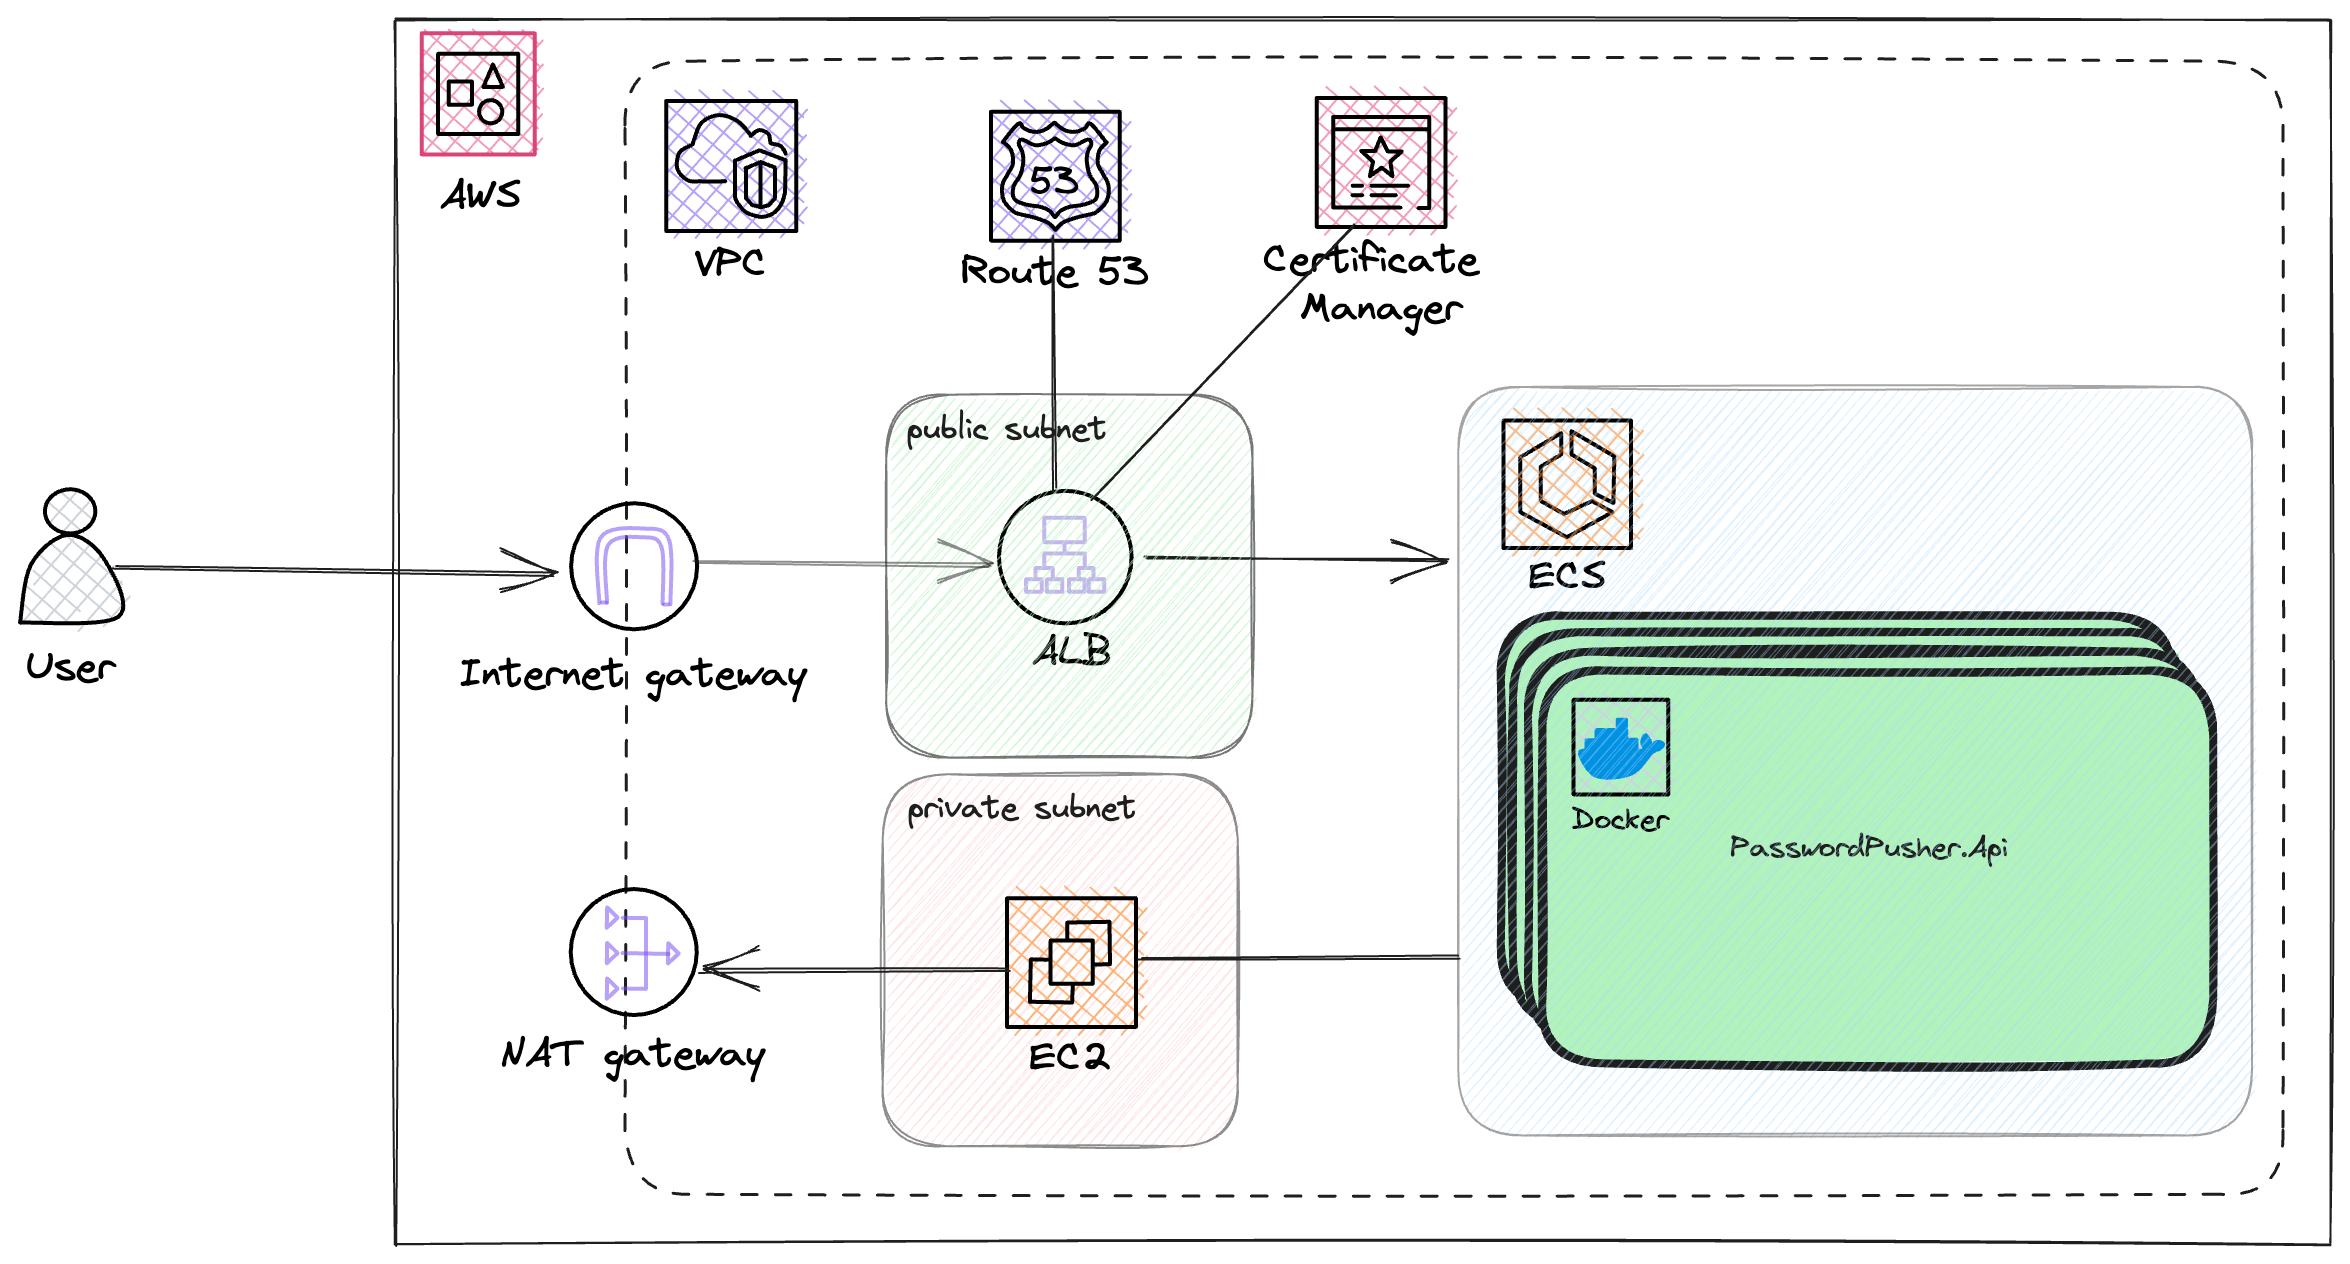 AWS
VPC
53
Route 53
Certificate
Manager
public subnet
ECS
User
Internet gateway
ALB
private subnet
Docker
PasswordPusher.Api
NAT gateway
EC2